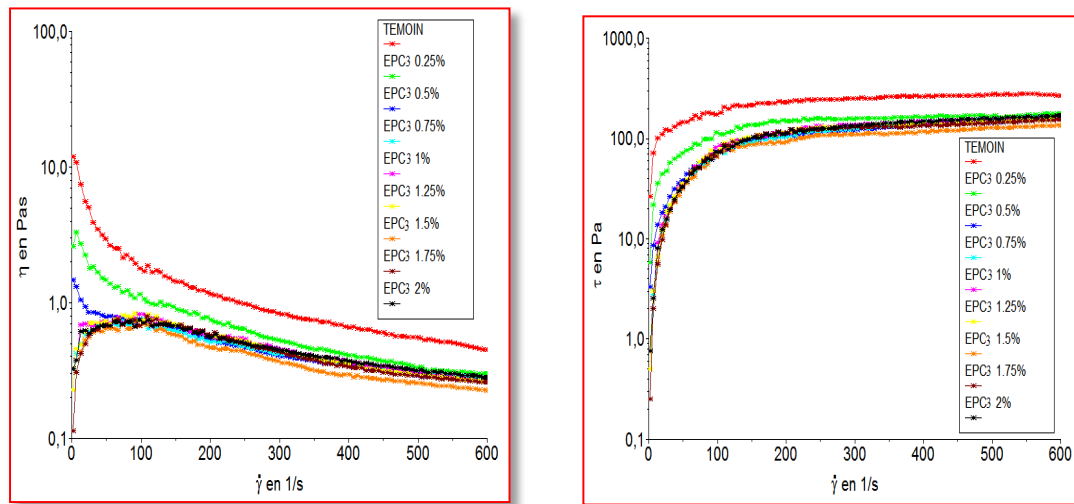 100,0
10,0
1,0
0,1
η en Pas
0
100
200
300
400
500
600
γ̇ en 1/s
TEMOIN
EPC3 0.25%
EPC3 0.5%
EPC3 0.75%
EPC3 1%
EPC3 1.25%
EPC3 1.5%
EPC3 1.75%
EPC3 2%
1000,0
100,0
10,0
1,0
0,1
τ en Pa
0
100
200
300
400
500
600
γ̇ en 1/s
TEMOIN
EPC3 0.25%
EPC3 0.5%
EPC3 0.75%
EPC3 1%
EPC3 1.25%
EPC3 1.5%
EPC3 1.75%
EPC3 2%